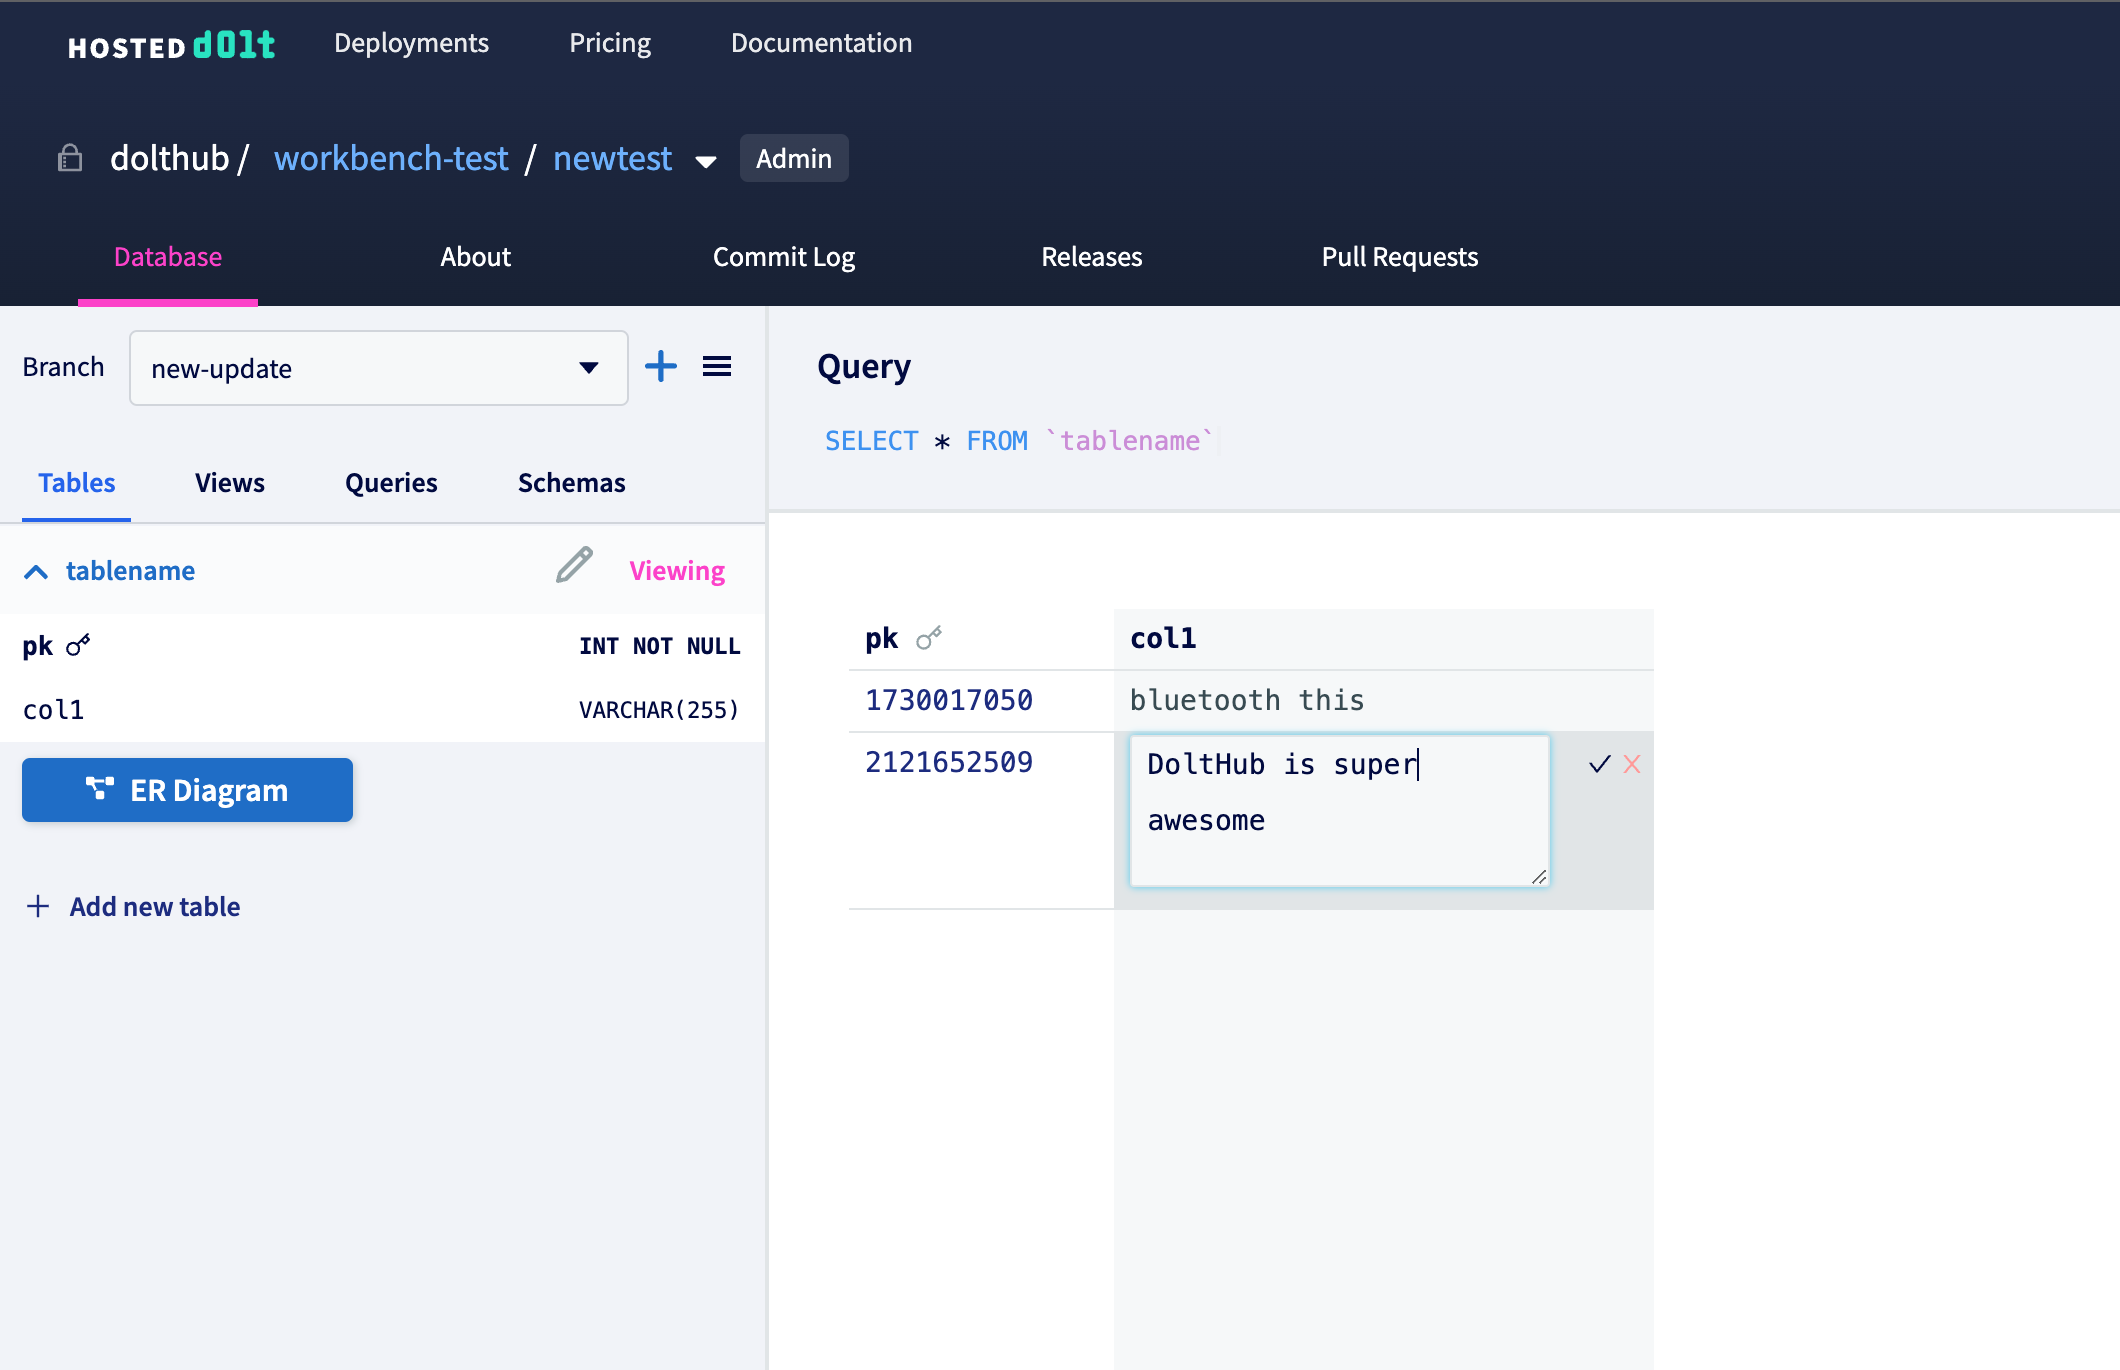 HOSTED dolt Deployments Pricing Documentation
dolthub / workbench-test / newtest Admin
Database About Commit Log Releases Pull Requests
Branch new-update
Tables Views Queries Schemas
tablename Viewing
pk INT NOT NULL
col1 VARCHAR(255)
ER Diagram
Add new table
Query
SELECT * FROM `tablename`
pk col1
1730017050 bluetooth this
2121652509 DoltHub is super
awesome